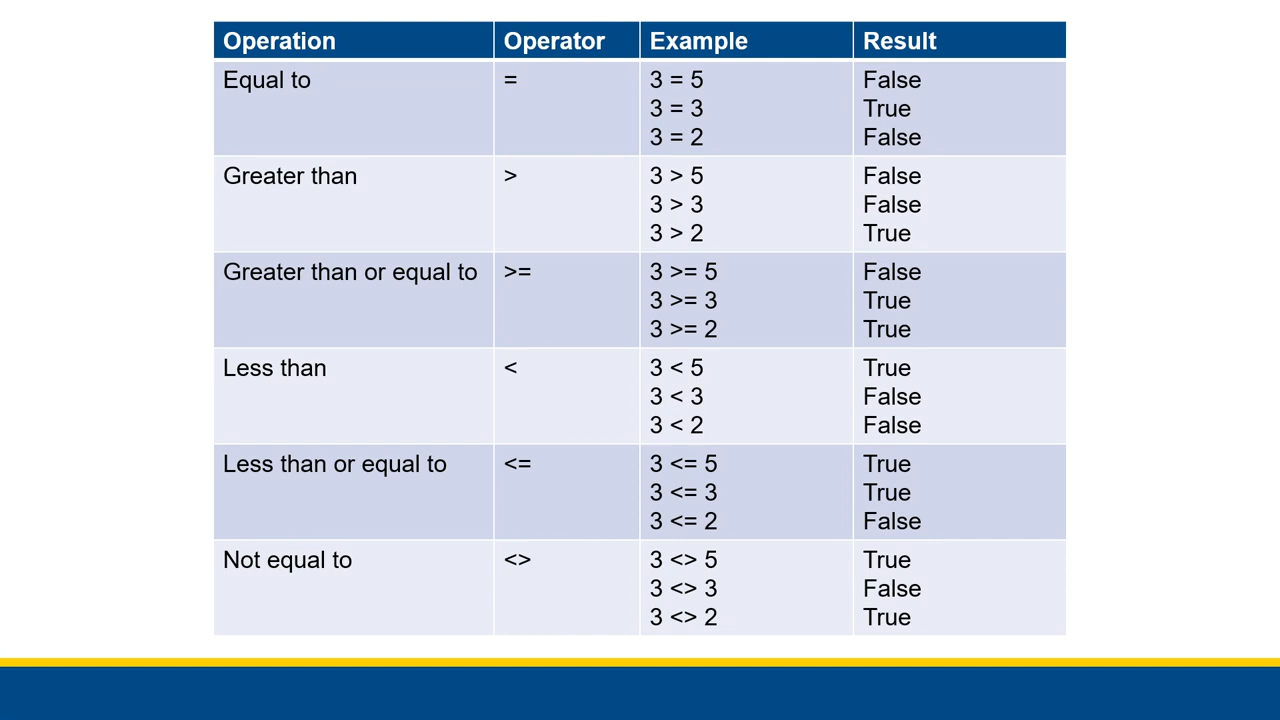 Operation Operator Example Result
Equal to = 3 = 5 False
3 = 3 True
3 = 2 False
Greater than > 3 > 5 False
3 > 3 False
3 > 2 True
Greater than or equal to >= 3 >= 5 False
3 >= 3 True
3 >= 2 True
Less than < 3 < 5 True
3 < 3 False
3 < 2 False
Less than or equal to <= 3 <= 5 True
3 <= 3 True
3 <= 2 False
Not equal to <> 3 <> 5 True
3 <> 3 False
3 <> 2 True